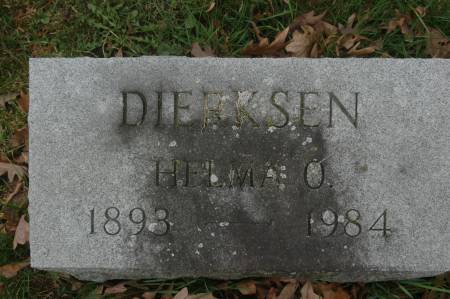 DIERKSEN
HELMA O.
1893 — 1984